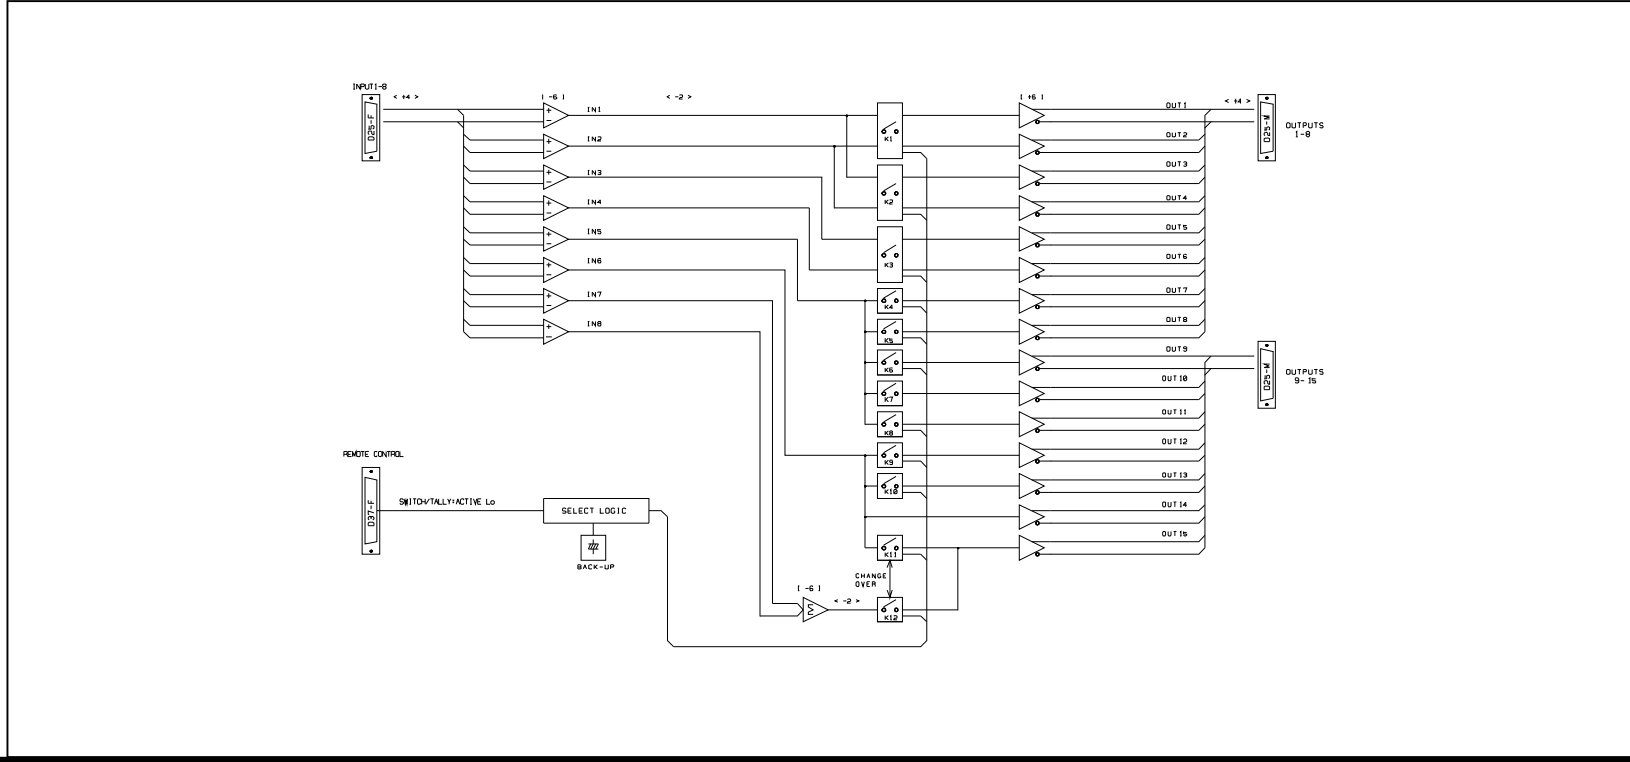 INPUT1-8
< +4 >
[ -6 ]
< -2 >
[ +6 ]
< +4 >
D25-F
IN1
IN2
IN3
IN4
IN5
IN6
IN7
IN8
K1
K2
K3
K4
K5
K6
K7
K8
K9
K10
K11
CHANGE
OVER
K12
[ -6 ]
< -2 >
OUT1
OUT2
OUT3
OUT4
OUT5
OUT6
OUT7
OUT8
OUT9
OUT10
OUT11
OUT12
OUT13
OUT14
OUT15
D25-M
OUTPUTS
1-8
D25-M
OUTPUTS
9-15
REMOTE CONTROL
D37-F
SWITCH/TALLY:ACTIVE Lo
SELECT LOGIC
BACK-UP